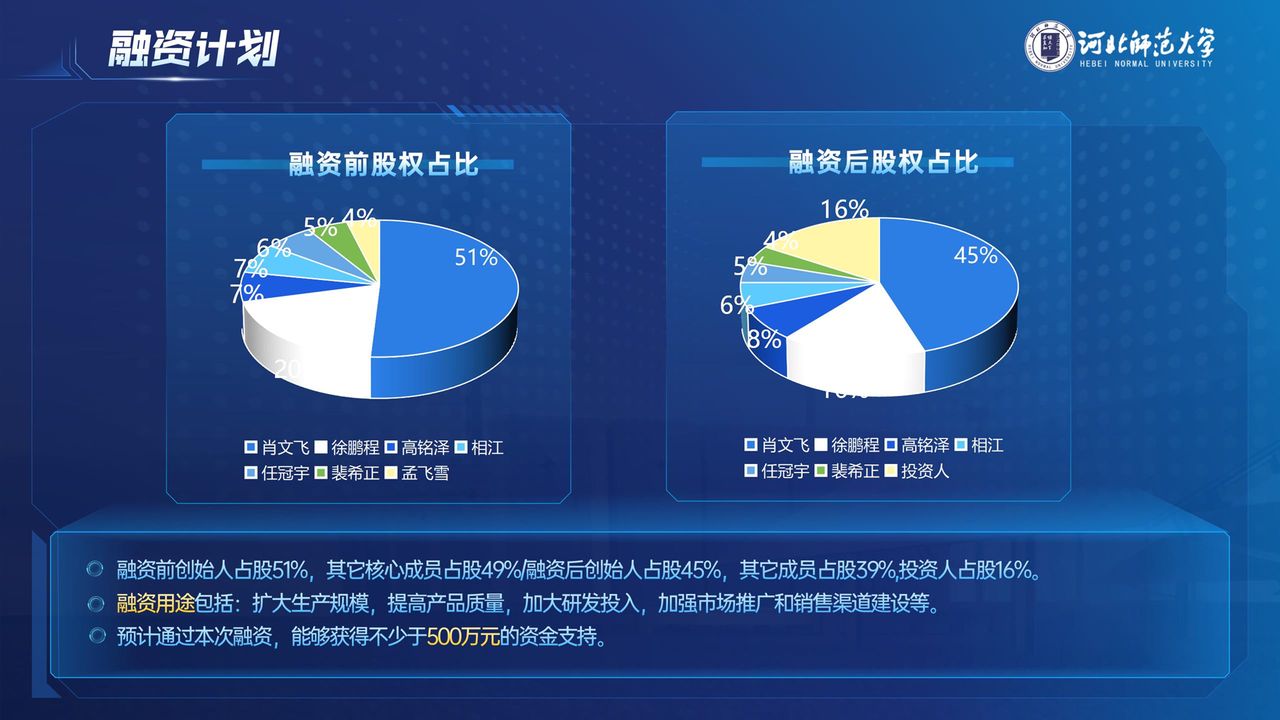 融资计划
河北师范大学
HEBEI NORMAL UNIVERSITY
融资前股权占比
51%
20
7%
7%
6%
5%
4%
肖文飞 徐鹏程 高铭泽 相江
任冠宇 裴希正 孟飞雪
融资后股权占比
45%
8%
6%
5%
4%
16%
肖文飞 徐鹏程 高铭泽 相江
任冠宇 裴希正 投资人
融资前创始人占股51%，其它核心成员占股49%/融资后创始人占股45%，其它成员占股39%,投资人占股16%。
融资用途包括：扩大生产规模，提高产品质量，加大研发投入，加强市场推广和销售渠道建设等。
预计通过本次融资，能够获得不少于500万元的资金支持。